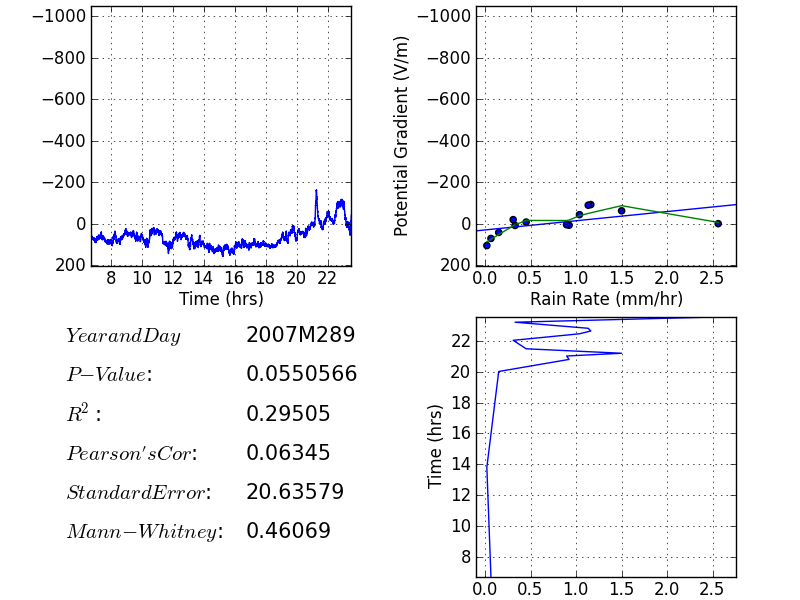 −1000
−800
−600
−400
−200
0
200
8 10 12 14 16 18 20 22
Time (hrs)
Potential Gradient (V/m)
−1000
−800
−600
−400
−200
0
200
0.0 0.5 1.0 1.5 2.0 2.5
Rain Rate (mm/hr)
YearandDay 2007M289
P−Value: 0.0550566
R²: 0.29505
Pearson'sCor: 0.06345
StandardError: 20.63579
Mann−Whitney: 0.46069
Time (hrs)
22
20
18
16
14
12
10
8
0.0 0.5 1.0 1.5 2.0 2.5